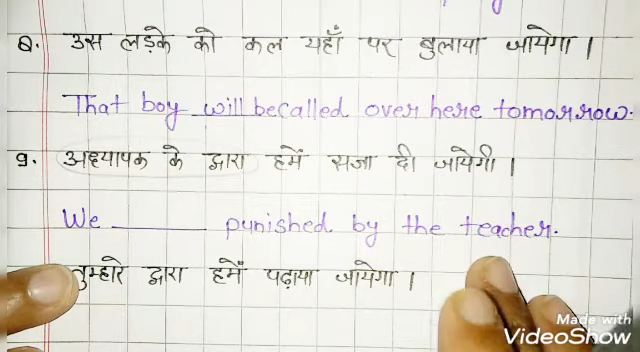 8. उस लड़के को कल यहाँ पर बुलाया जायेगा।
That boy will be called over here tomorrow.
9. अध्यापक के द्वारा हमें सजा दी जायेगी।
We ______ punished by the teacher.
तुम्हारे द्वारा हमें पढ़ाया जायेगा।
Made with
VideoShow